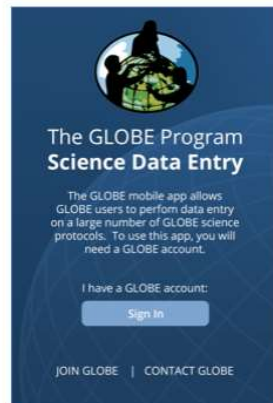 The GLOBE Program
Science Data Entry
The GLOBE mobile app allows
GLOBE users to perfom data entry
on a large number of GLOBE science
protocols. To use this app, you will
need a GLOBE account.
I have a GLOBE account:
Sign In
JOIN GLOBE | CONTACT GLOBE